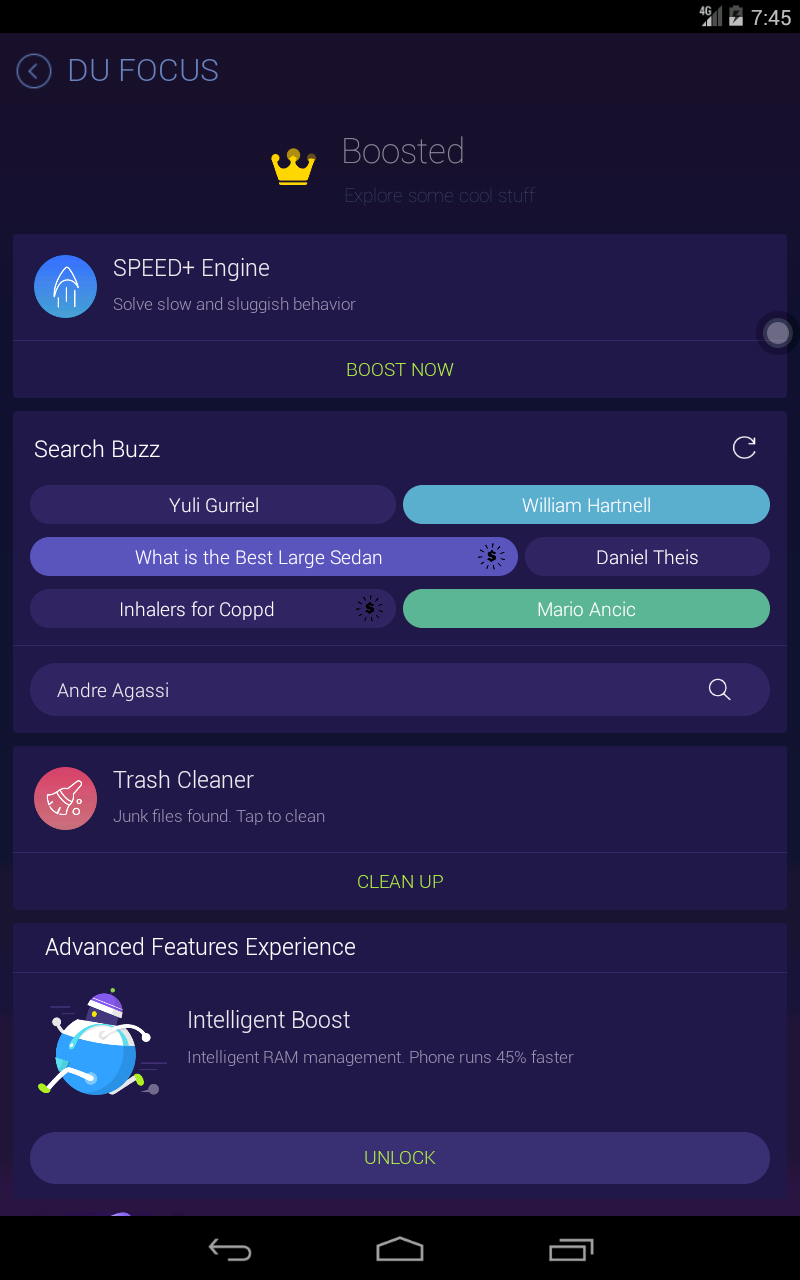 4G 7:45
DU FOCUS
Boosted
Explore some cool stuff
SPEED+ Engine
Solve slow and sluggish behavior
BOOST NOW
Search Buzz
Yuli Gurriel
William Hartnell
What is the Best Large Sedan $
Daniel Theis
Inhalers for Coppd $
Mario Ancic
Andre Agassi
Trash Cleaner
Junk files found. Tap to clean
CLEAN UP
Advanced Features Experience
Intelligent Boost
Intelligent RAM management. Phone runs 45% faster
UNLOCK